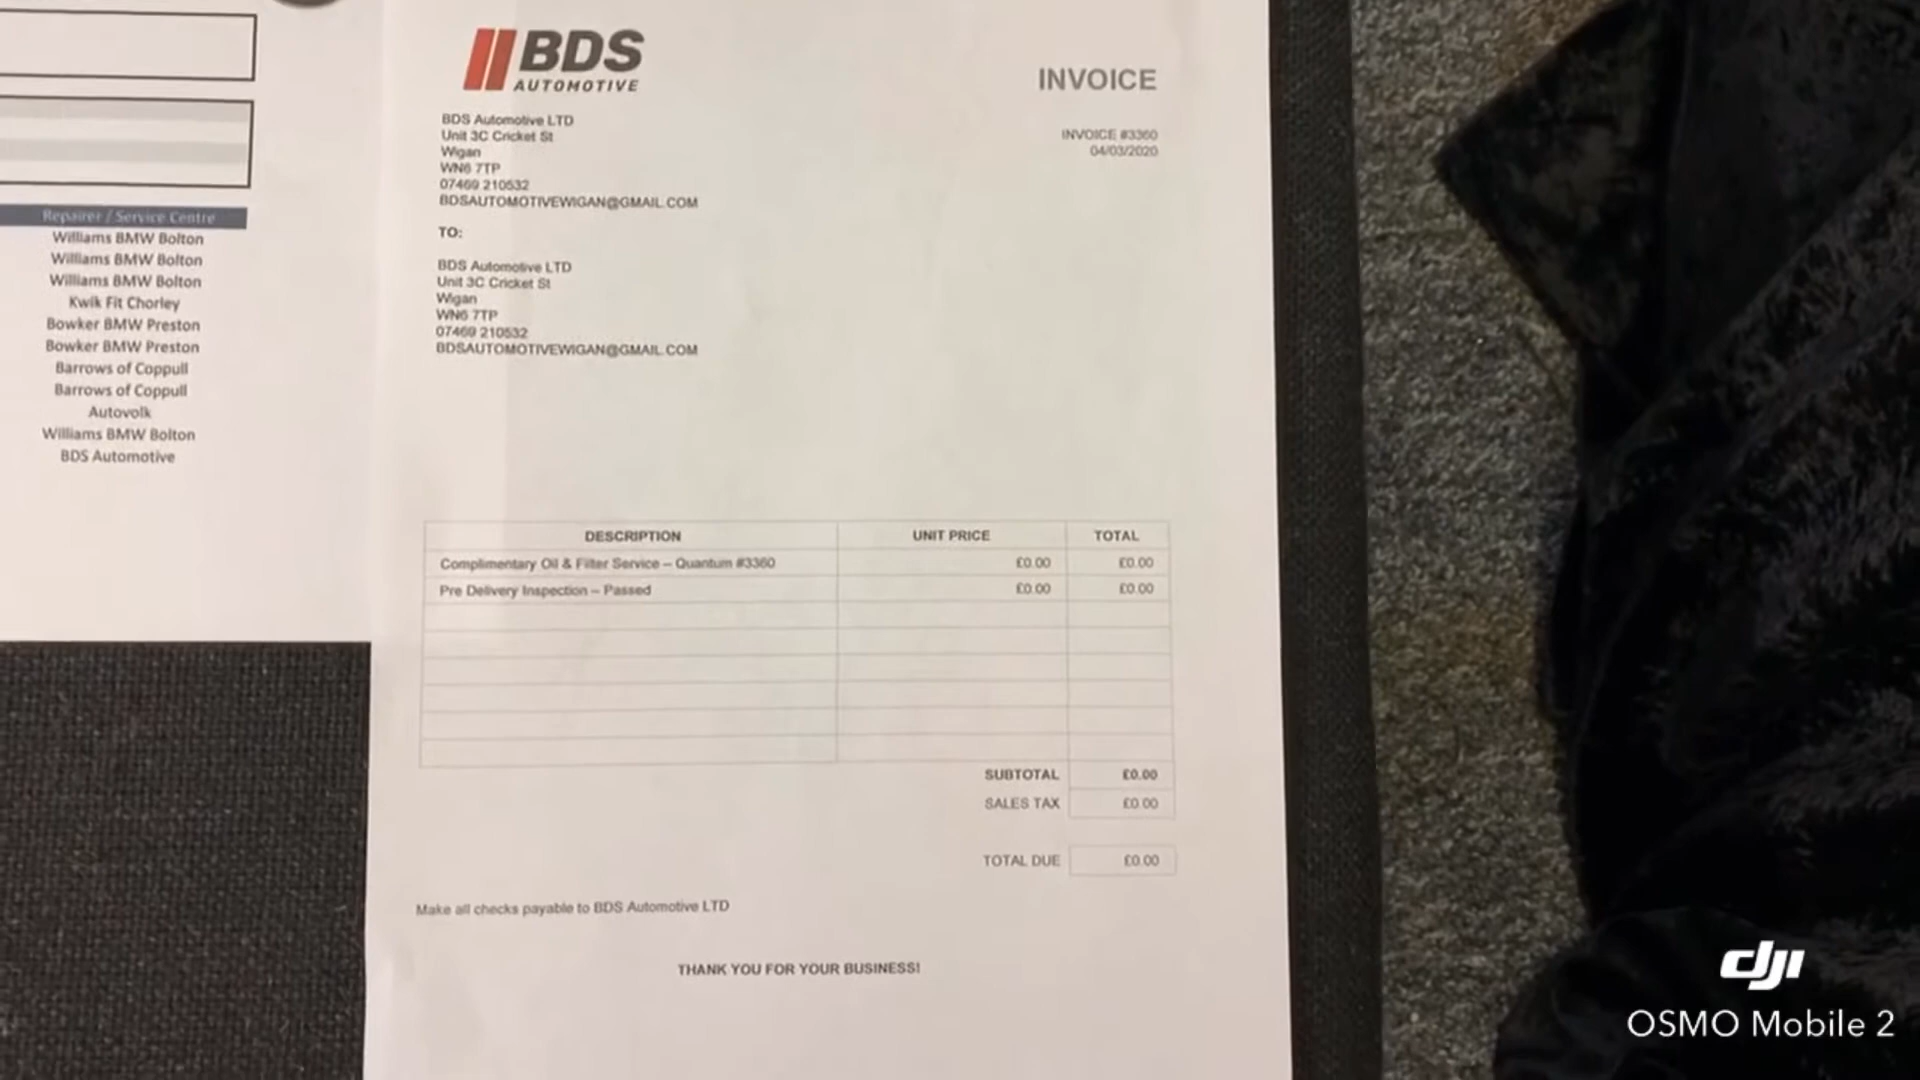 Repairer / Service Centre
Williams BMW Bolton
Williams BMW Bolton
Williams BMW Bolton
Kwik Fit Chorley
Bowker BMW Preston
Bowker BMW Preston
Barrows of Coppull
Barrows of Coppull
Autovolk
Williams BMW Bolton
BDS Automotive
BDS
AUTOMOTIVE
INVOICE
BDS Automotive LTD
Unit 3C Cricket St
Wigan
WN6 7TP
07469 210532
BDSAUTOMOTIVEWIGAN@GMAIL.COM
INVOICE #3360
04/03/2020
TO:
BDS Automotive LTD
Unit 3C Cricket St
Wigan
WN6 7TP
07469 210532
BDSAUTOMOTIVEWIGAN@GMAIL.COM
DESCRIPTION UNIT PRICE TOTAL
Complimentary Oil & Filter Service – Quantum #3360 £0.00 £0.00
Pre Delivery Inspection – Passed £0.00 £0.00
SUBTOTAL £0.00
SALES TAX £0.00
TOTAL DUE £0.00
Make all checks payable to BDS Automotive LTD
THANK YOU FOR YOUR BUSINESS!
dji
OSMO Mobile 2